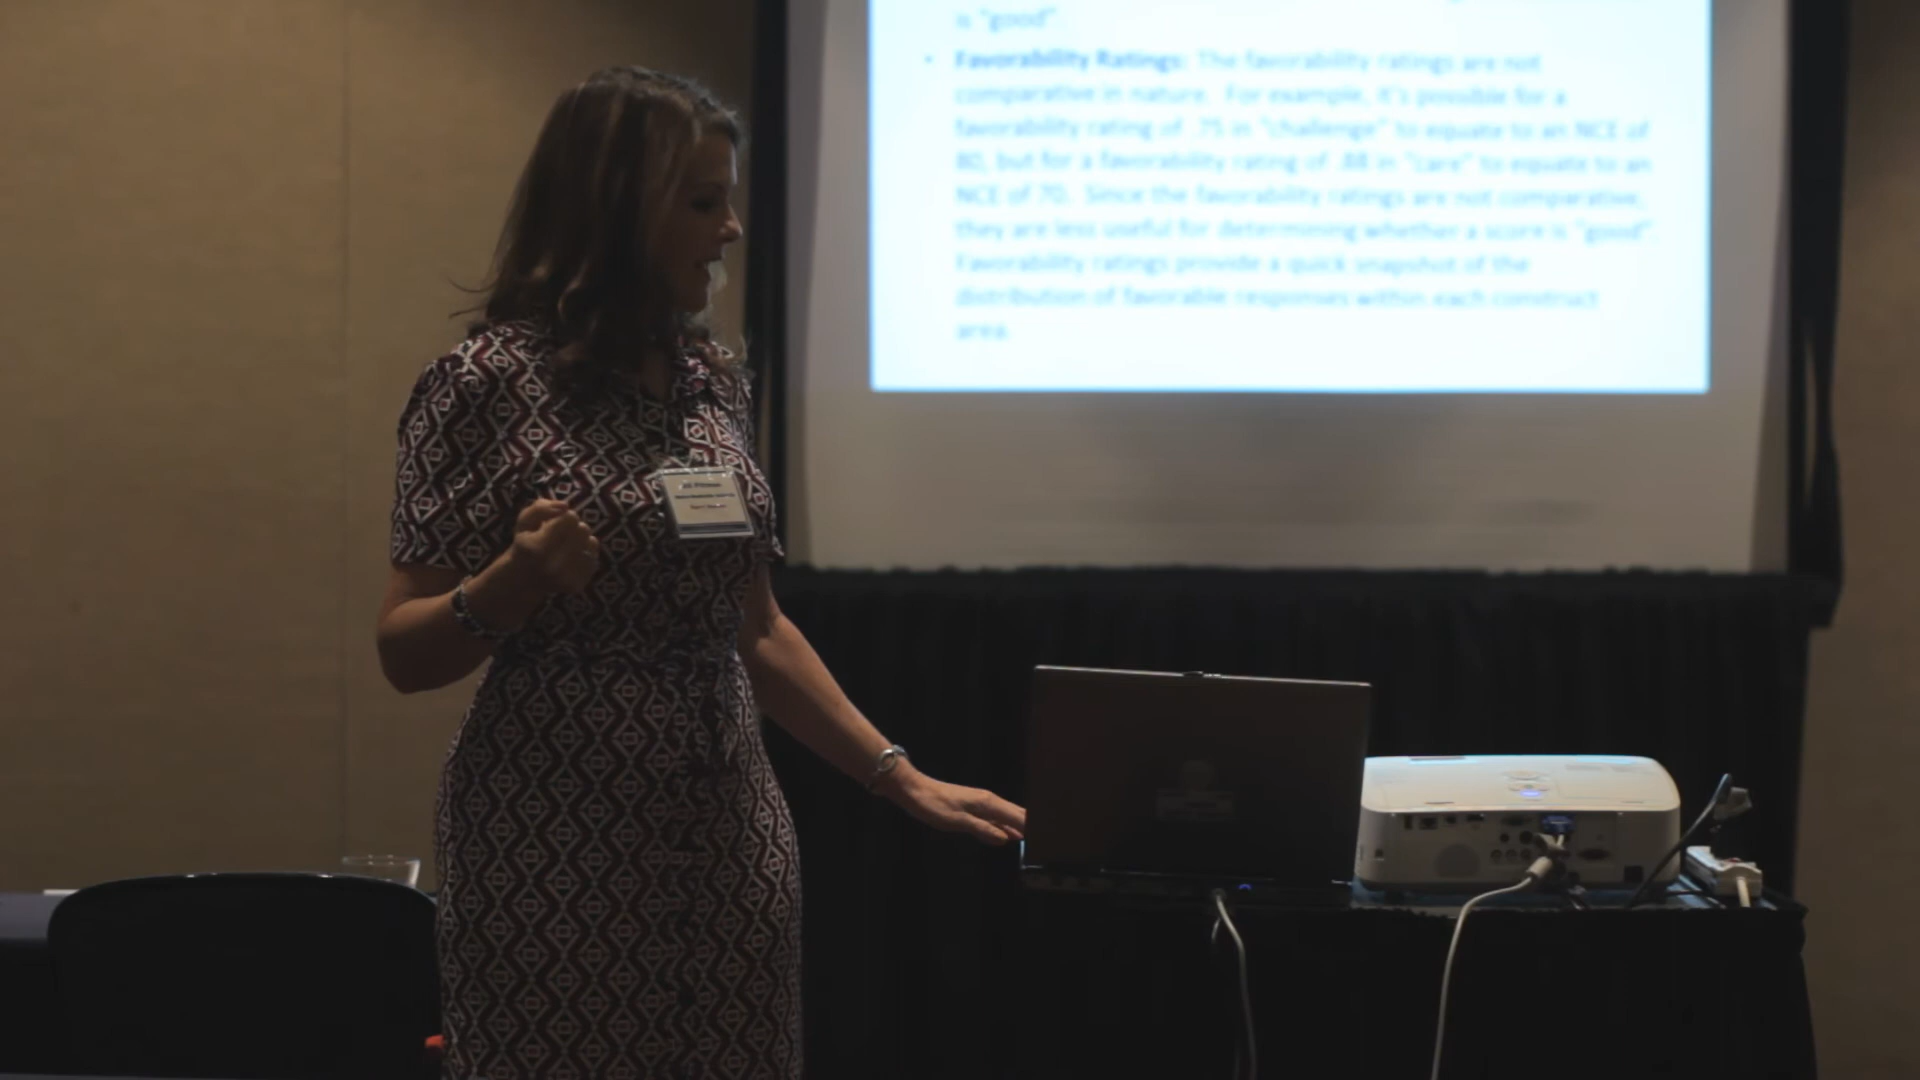 is "good".
• Favorability Ratings: The favorability ratings are not
comparative in nature. For example, it's possible for a
favorability rating of .75 in "challenge" to equate to an NCE of
80, but for a favorability rating of .88 in "care" to equate to an
NCE of 70. Since the favorability ratings are not comparative,
they are less useful for determining whether a score is "good".
Favorability ratings provide a quick snapshot of the
distribution of favorable responses within each construct
area.